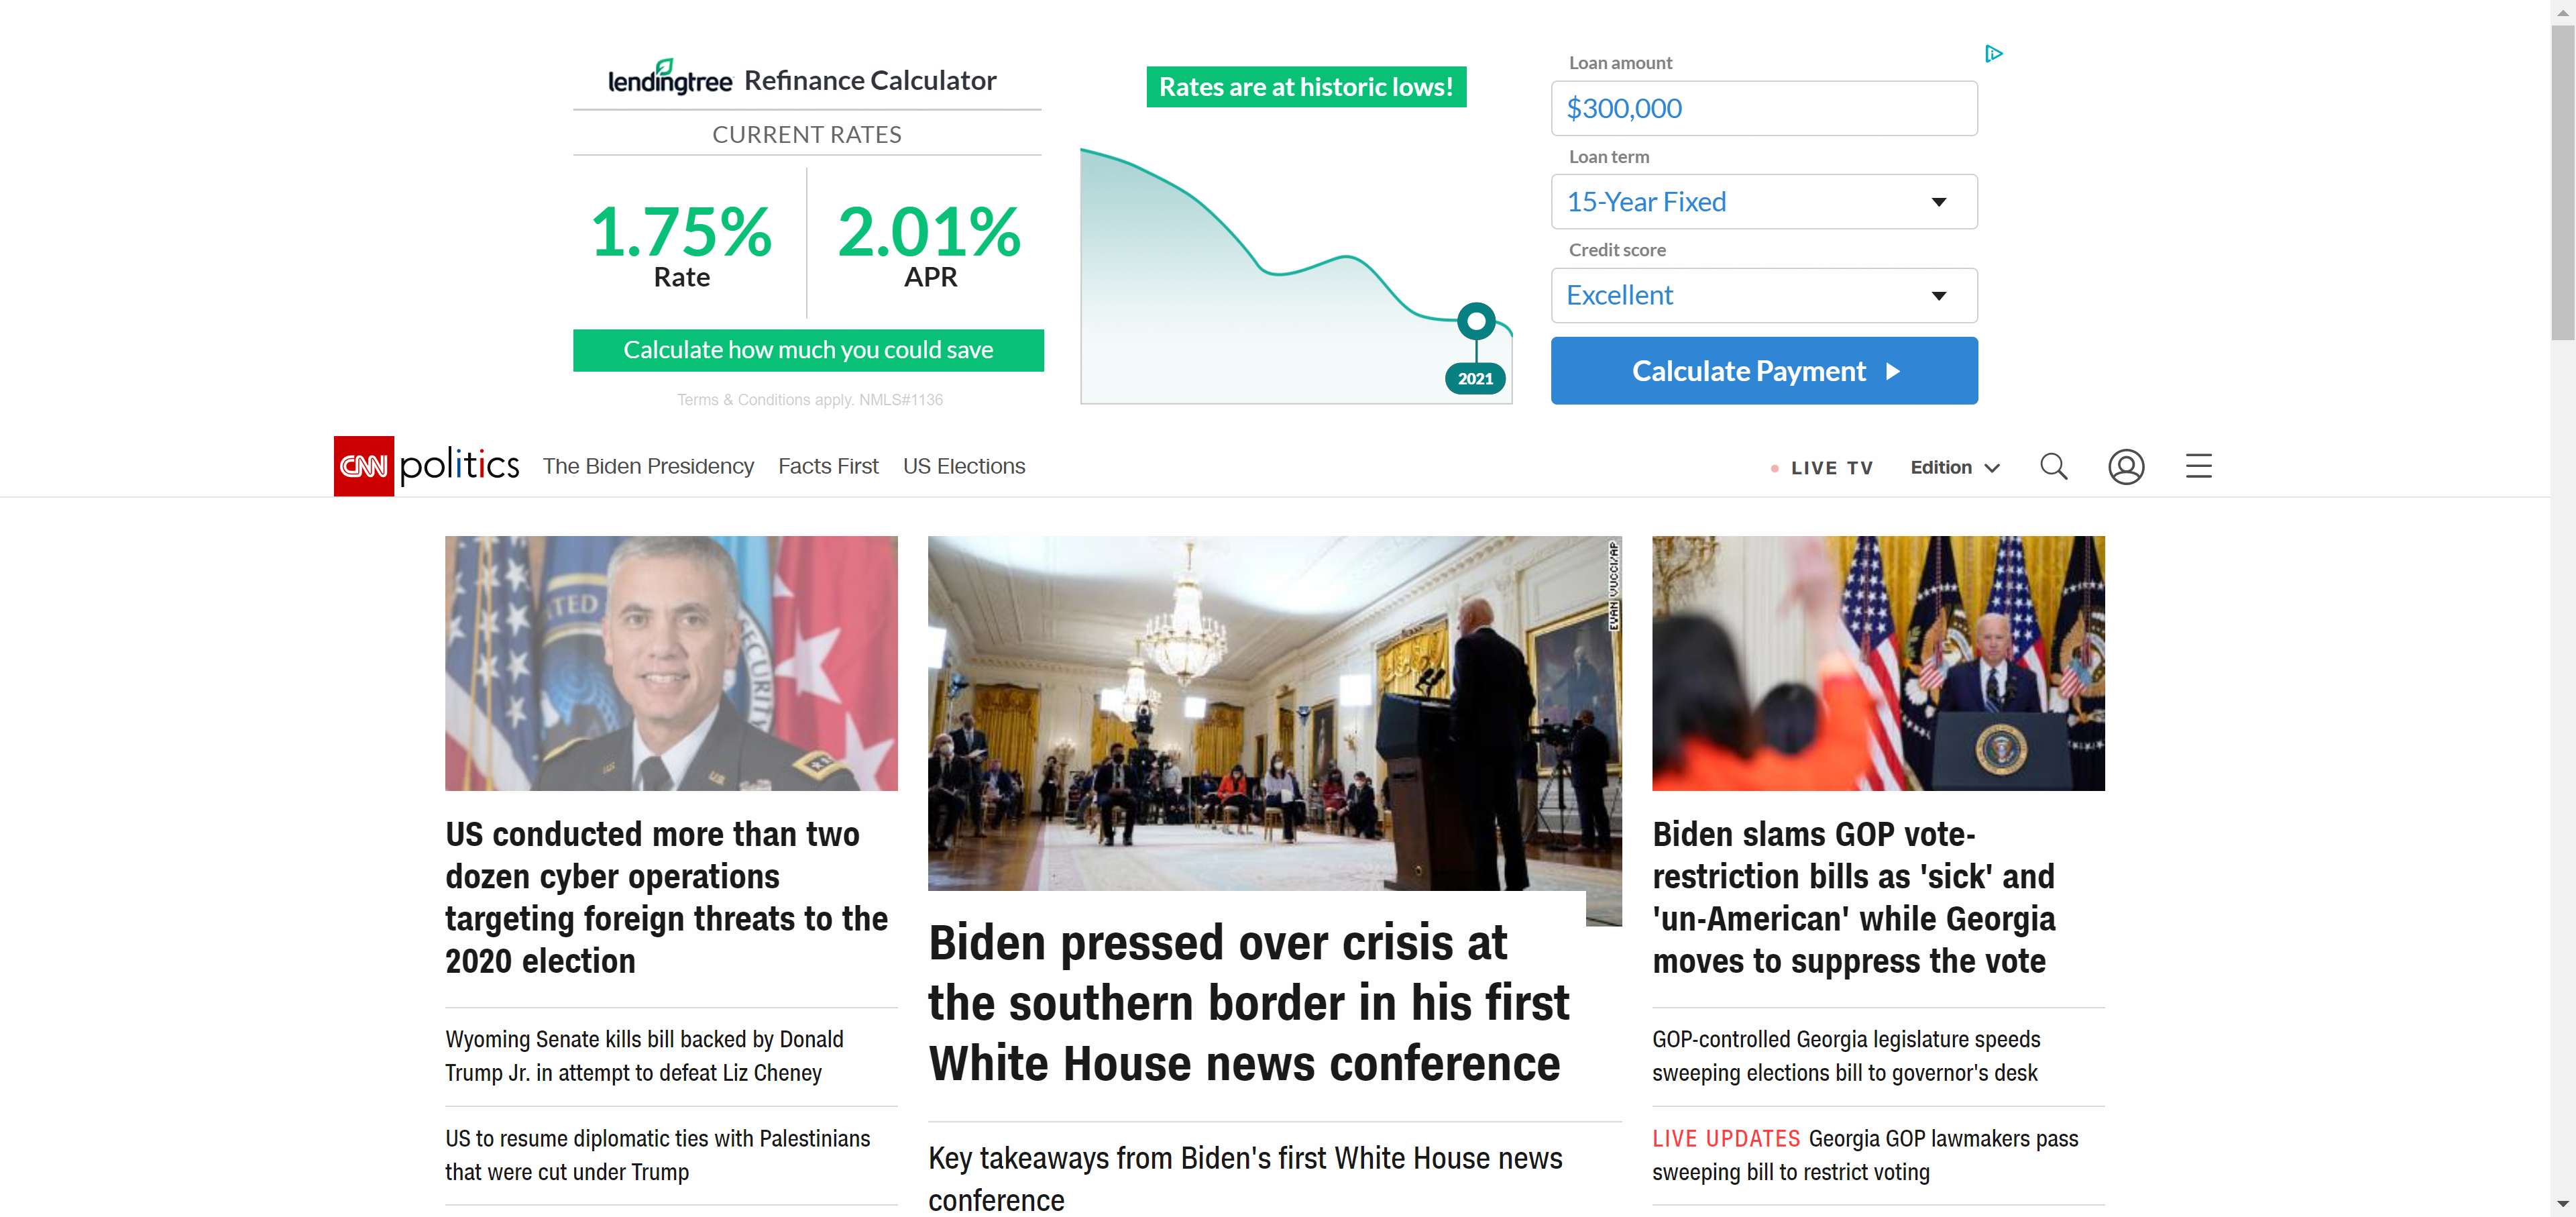 lendingtree Refinance Calculator
CURRENT RATES
1.75%
Rate
2.01%
APR
Calculate how much you could save
Terms & Conditions apply. NMLS#1136
Rates are at historic lows!
2021
Loan amount
$300,000
Loan term
15-Year Fixed
Credit score
Excellent
Calculate Payment
CNN politics
The Biden Presidency
Facts First
US Elections
LIVE TV
Edition
TED
SECURITY
US conducted more than two
dozen cyber operations
targeting foreign threats to the
2020 election
Wyoming Senate kills bill backed by Donald
Trump Jr. in attempt to defeat Liz Cheney
US to resume diplomatic ties with Palestinians
that were cut under Trump
EVAN VUCCI/AP
Biden pressed over crisis at
the southern border in his first
White House news conference
Key takeaways from Biden's first White House news
conference
Biden slams GOP vote-
restriction bills as 'sick' and
'un-American' while Georgia
moves to suppress the vote
GOP-controlled Georgia legislature speeds
sweeping elections bill to governor's desk
LIVE UPDATES Georgia GOP lawmakers pass
sweeping bill to restrict voting